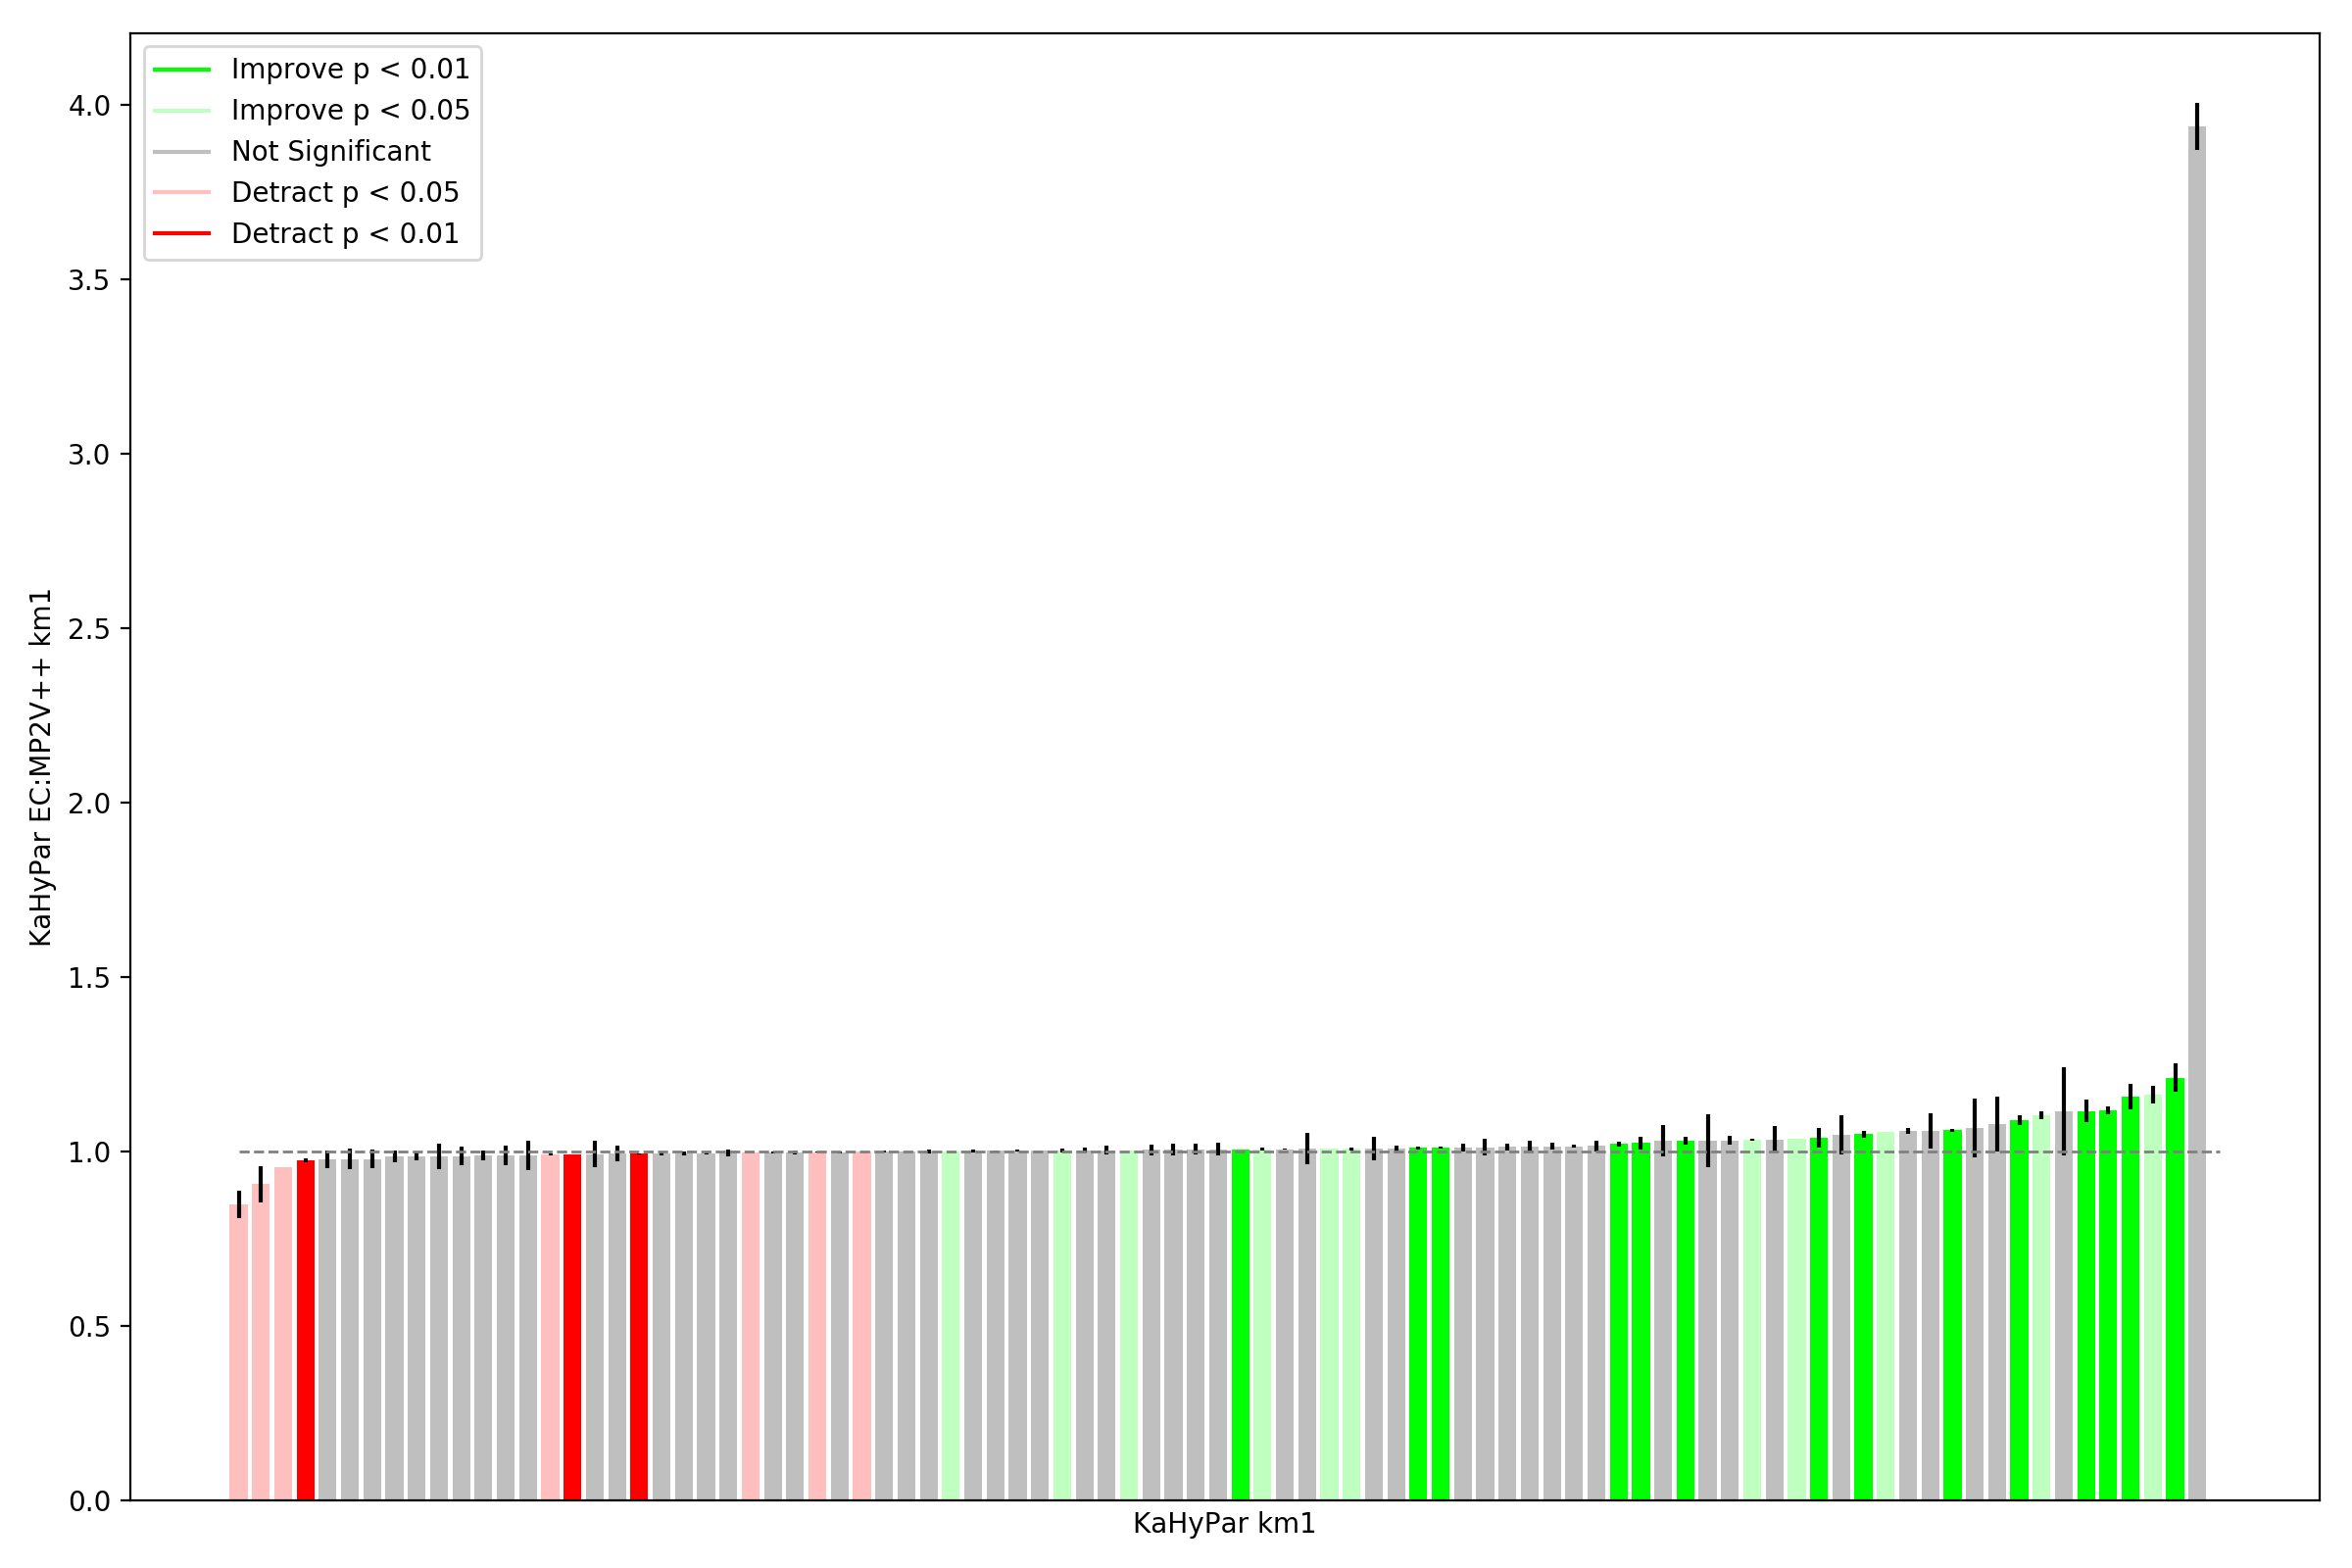 Improve p < 0.01
Improve p < 0.05
Not Significant
Detract p < 0.05
Detract p < 0.01
4.0
3.5
3.0
2.5
2.0
1.5
1.0
0.5
0.0
KaHyPar EC:MP2V++ km1
KaHyPar km1